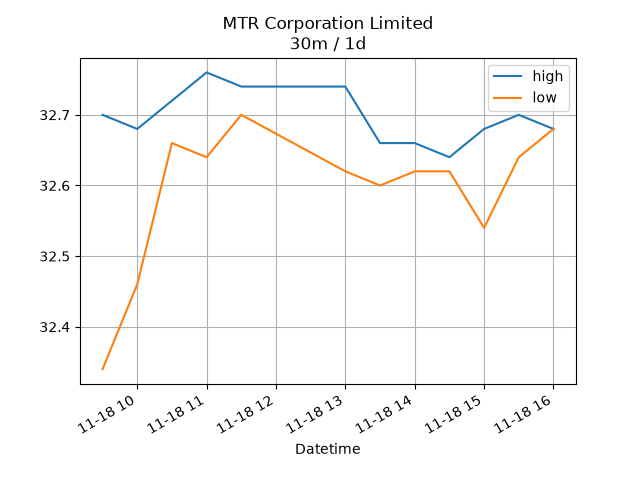 MTR Corporation Limited
30m / 1d
high
low
32.7
32.6
32.5
32.4
11-18 10
11-18 11
11-18 12
11-18 13
11-18 14
11-18 15
11-18 16
Datetime